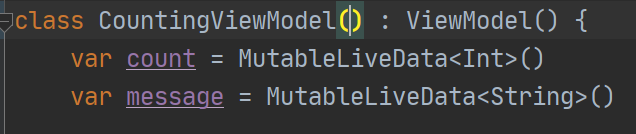 class CountingViewModel() : ViewModel() {
var count = MutableLiveData<Int>()
var message = MutableLiveData<String>()